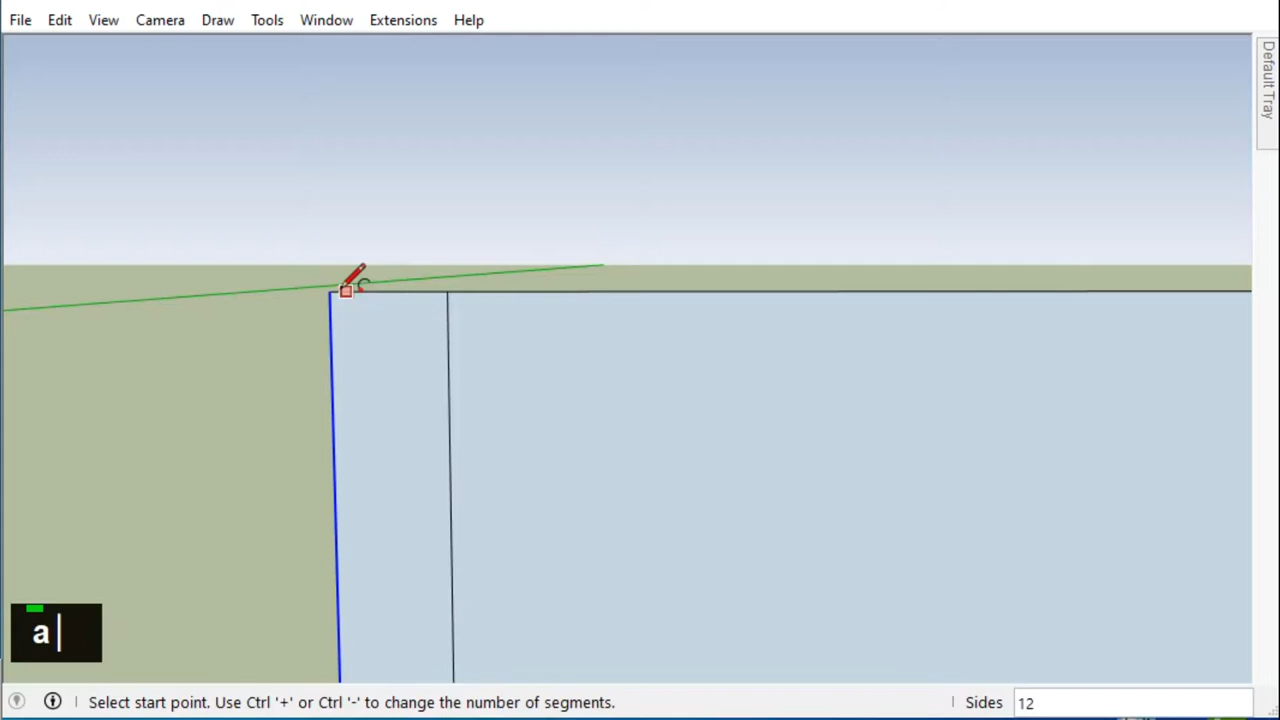 File Edit View Camera Draw Tools Window Extensions Help
Default Tray
a
Select start point. Use Ctrl '+' or Ctrl '-' to change the number of segments. Sides 12